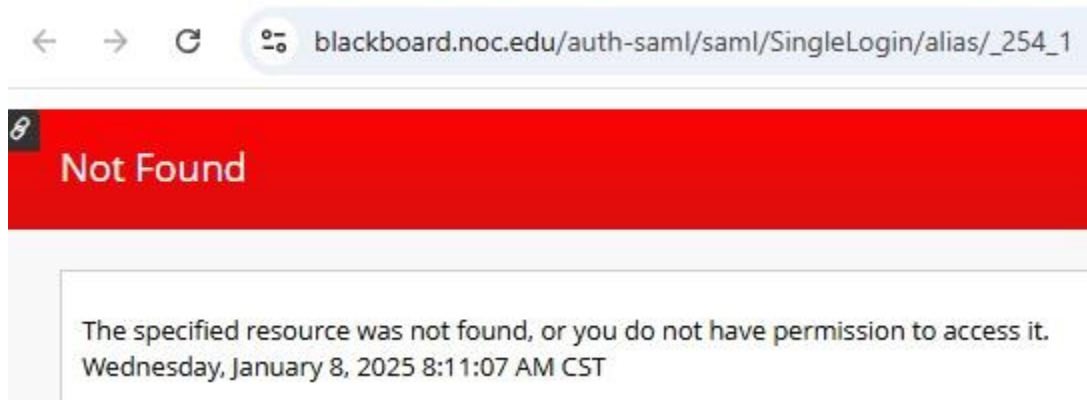 blackboard.noc.edu/auth-saml/saml/SingleLogin/alias/_254_1
Not Found
The specified resource was not found, or you do not have permission to access it.
Wednesday, January 8, 2025 8:11:07 AM CST